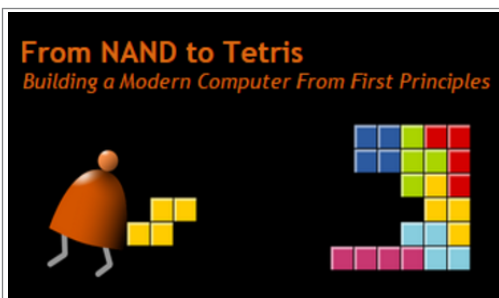 From NAND to Tetris
Building a Modern Computer From First Principles